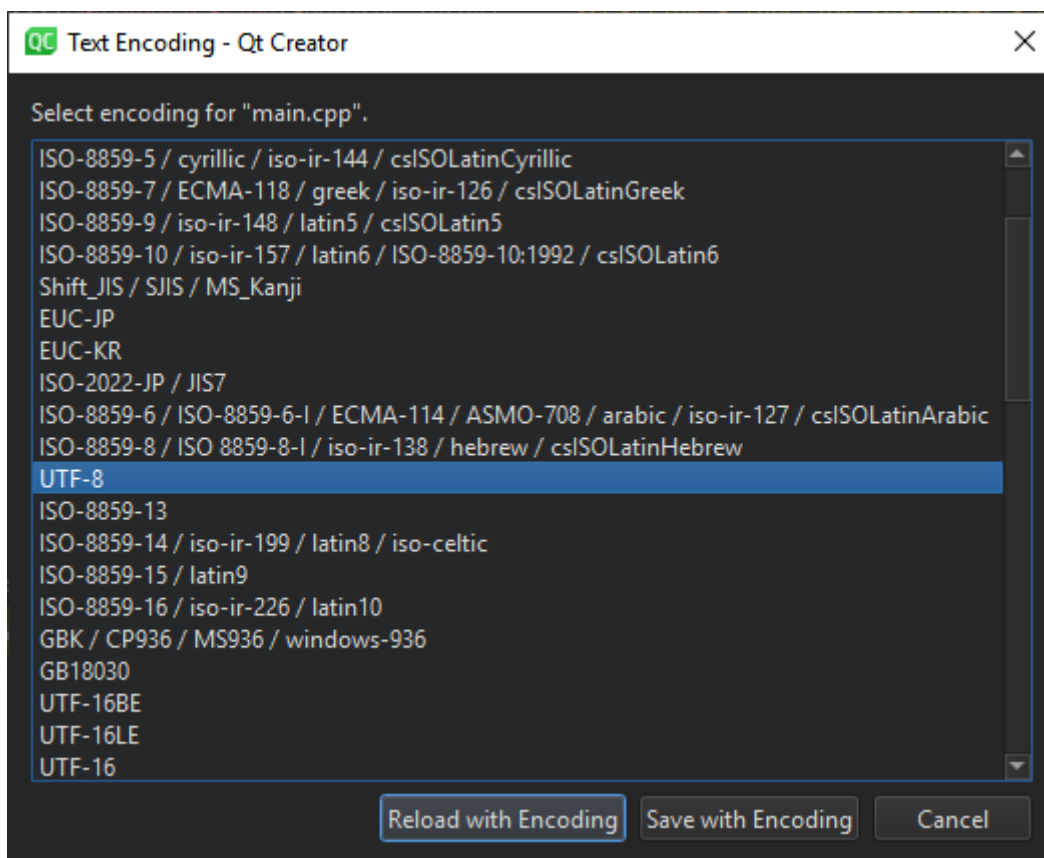 QC Text Encoding - Qt Creator
Select encoding for "main.cpp".
ISO-8859-5 / cyrillic / iso-ir-144 / csISOLatinCyrillic
ISO-8859-7 / ECMA-118 / greek / iso-ir-126 / csISOLatinGreek
ISO-8859-9 / iso-ir-148 / latin5 / csISOLatin5
ISO-8859-10 / iso-ir-157 / latin6 / ISO-8859-10:1992 / csISOLatin6
Shift_JIS / SJIS / MS_Kanji
EUC-JP
EUC-KR
ISO-2022-JP / JIS7
ISO-8859-6 / ISO-8859-6-I / ECMA-114 / ASMO-708 / arabic / iso-ir-127 / csISOLatinArabic
ISO-8859-8 / ISO 8859-8-I / iso-ir-138 / hebrew / csISOLatinHebrew
UTF-8
ISO-8859-13
ISO-8859-14 / iso-ir-199 / latin8 / iso-celtic
ISO-8859-15 / latin9
ISO-8859-16 / iso-ir-226 / latin10
GBK / CP936 / MS936 / windows-936
GB18030
UTF-16BE
UTF-16LE
UTF-16
Reload with Encoding Save with Encoding Cancel